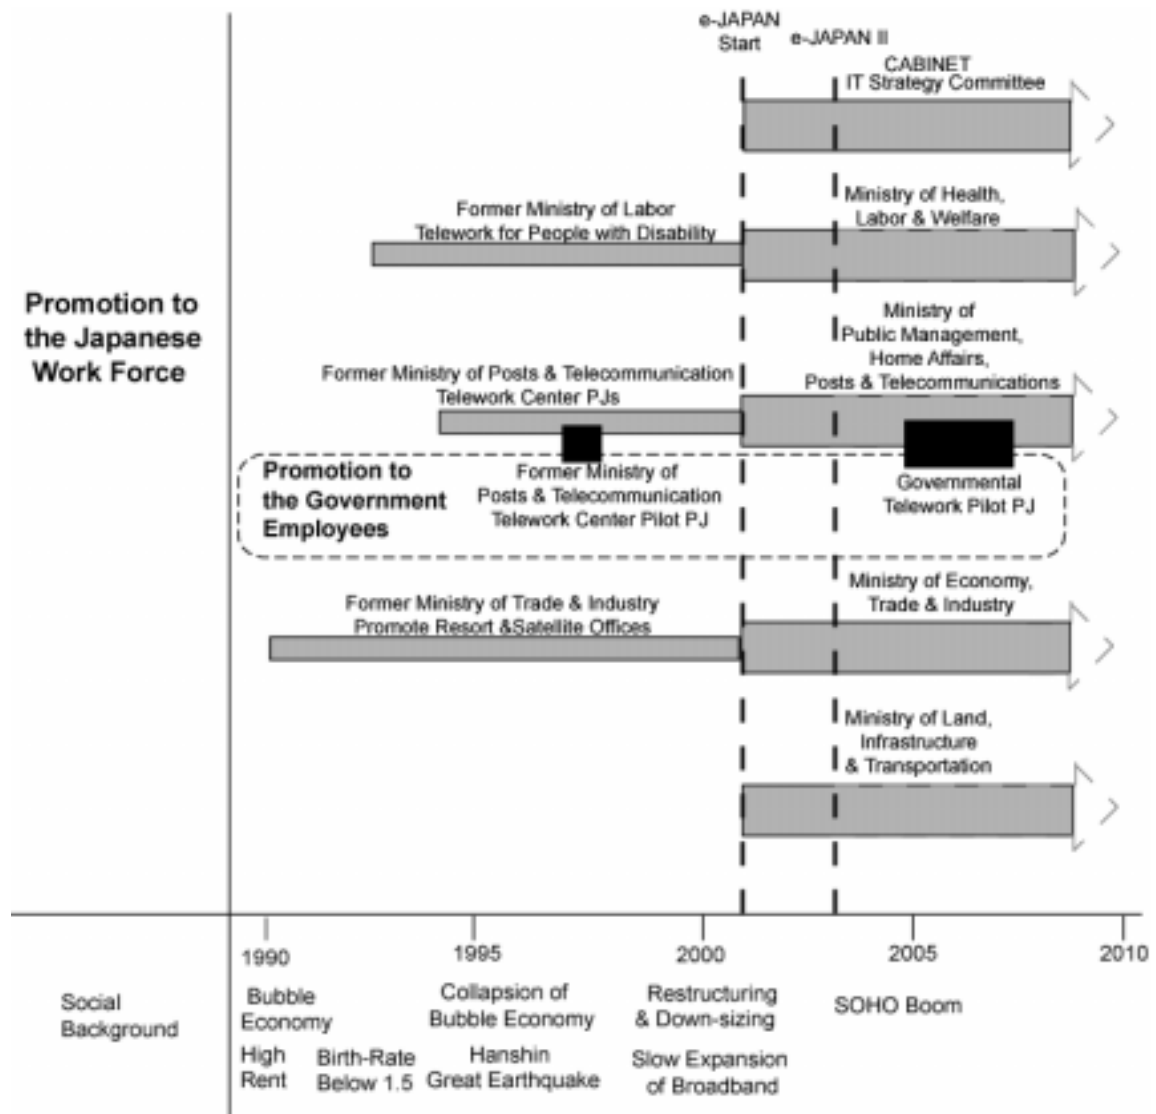 e-JAPAN
Start
e-JAPAN II
CABINET
IT Strategy Committee
Ministry of Health,
Labor & Welfare
Former Ministry of Labor
Telework for People with Disability
Promotion to
the Japanese
Work Force
Ministry of
Public Management,
Home Affairs,
Posts & Telecommunications
Former Ministry of Posts & Telecommunication
Telework Center PJs
Promotion to
the Government
Employees
Former Ministry of
Posts & Telecommunication
Telework Center Pilot PJ
Governmental
Telework Pilot PJ
Ministry of Economy,
Trade & Industry
Former Ministry of Trade & Industry
Promote Resort &Satellite Offices
Ministry of Land,
Infrastructure
& Transportation
1990 1995 2000 2005 2010
Social
Background
Bubble
Economy
Collapsion of
Bubble Economy
Restructuring
& Down-sizing
SOHO Boom
High
Rent
Birth-Rate
Below 1.5
Hanshin
Great Earthquake
Slow Expansion
of Broadband